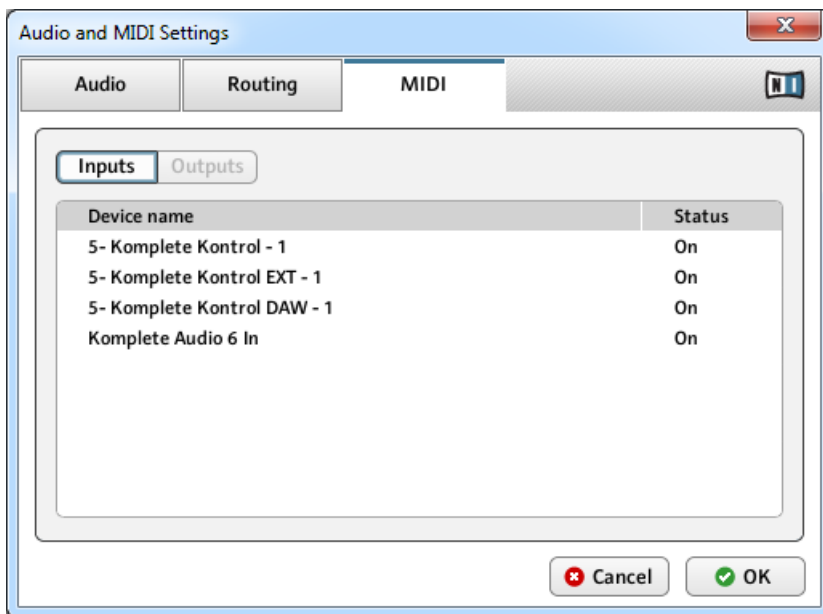 Audio and MIDI Settings
Audio Routing MIDI
NI
Inputs Outputs
Device name Status
5- Komplete Kontrol - 1 On
5- Komplete Kontrol EXT - 1 On
5- Komplete Kontrol DAW - 1 On
Komplete Audio 6 In On
Cancel OK